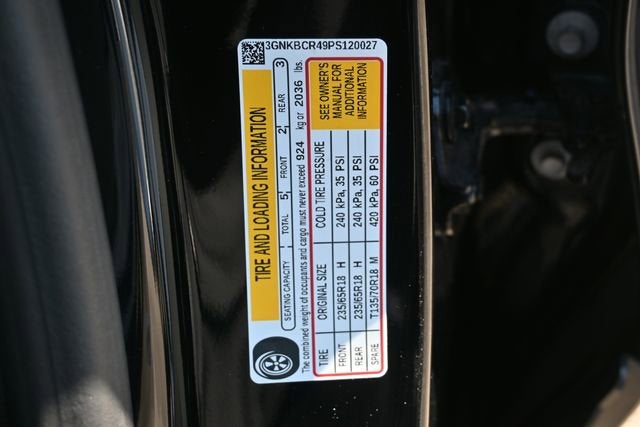 3GNKBCR49PS120027
TIRE AND LOADING INFORMATION
SEATING CAPACITY TOTAL 5 FRONT 2 REAR 3
The combined weight of occupants and cargo must never exceed 924 kg or 2036 lbs.
TIRE ORIGINAL SIZE COLD TIRE PRESSURE
FRONT 235/65R18 H 240 kPa, 35 PSI
REAR 235/65R18 H 240 kPa, 35 PSI
SPARE T135/70R18 M 420 kPa, 60 PSI
SEE OWNER'S
MANUAL FOR
ADDITIONAL
INFORMATION